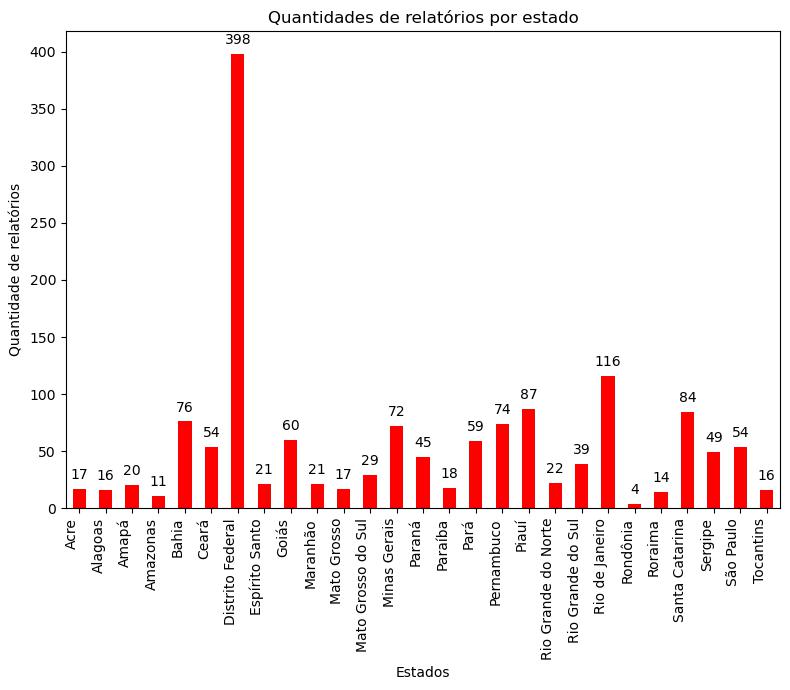 Quantidades de relatórios por estado
Quantidade de relatórios
400
350
300
250
200
150
100
50
0
17
16
20
11
76
54
398
21
60
21
17
29
72
45
18
59
74
87
22
39
116
4
14
84
49
54
16
Acre
Alagoas
Amapá
Amazonas
Bahia
Ceará
Distrito Federal
Espírito Santo
Goiás
Maranhão
Mato Grosso
Mato Grosso do Sul
Minas Gerais
Paraná
Paraíba
Pará
Pernambuco
Piauí
Rio Grande do Norte
Rio Grande do Sul
Rio de Janeiro
Rondônia
Roraima
Santa Catarina
Sergipe
São Paulo
Tocantins
Estados